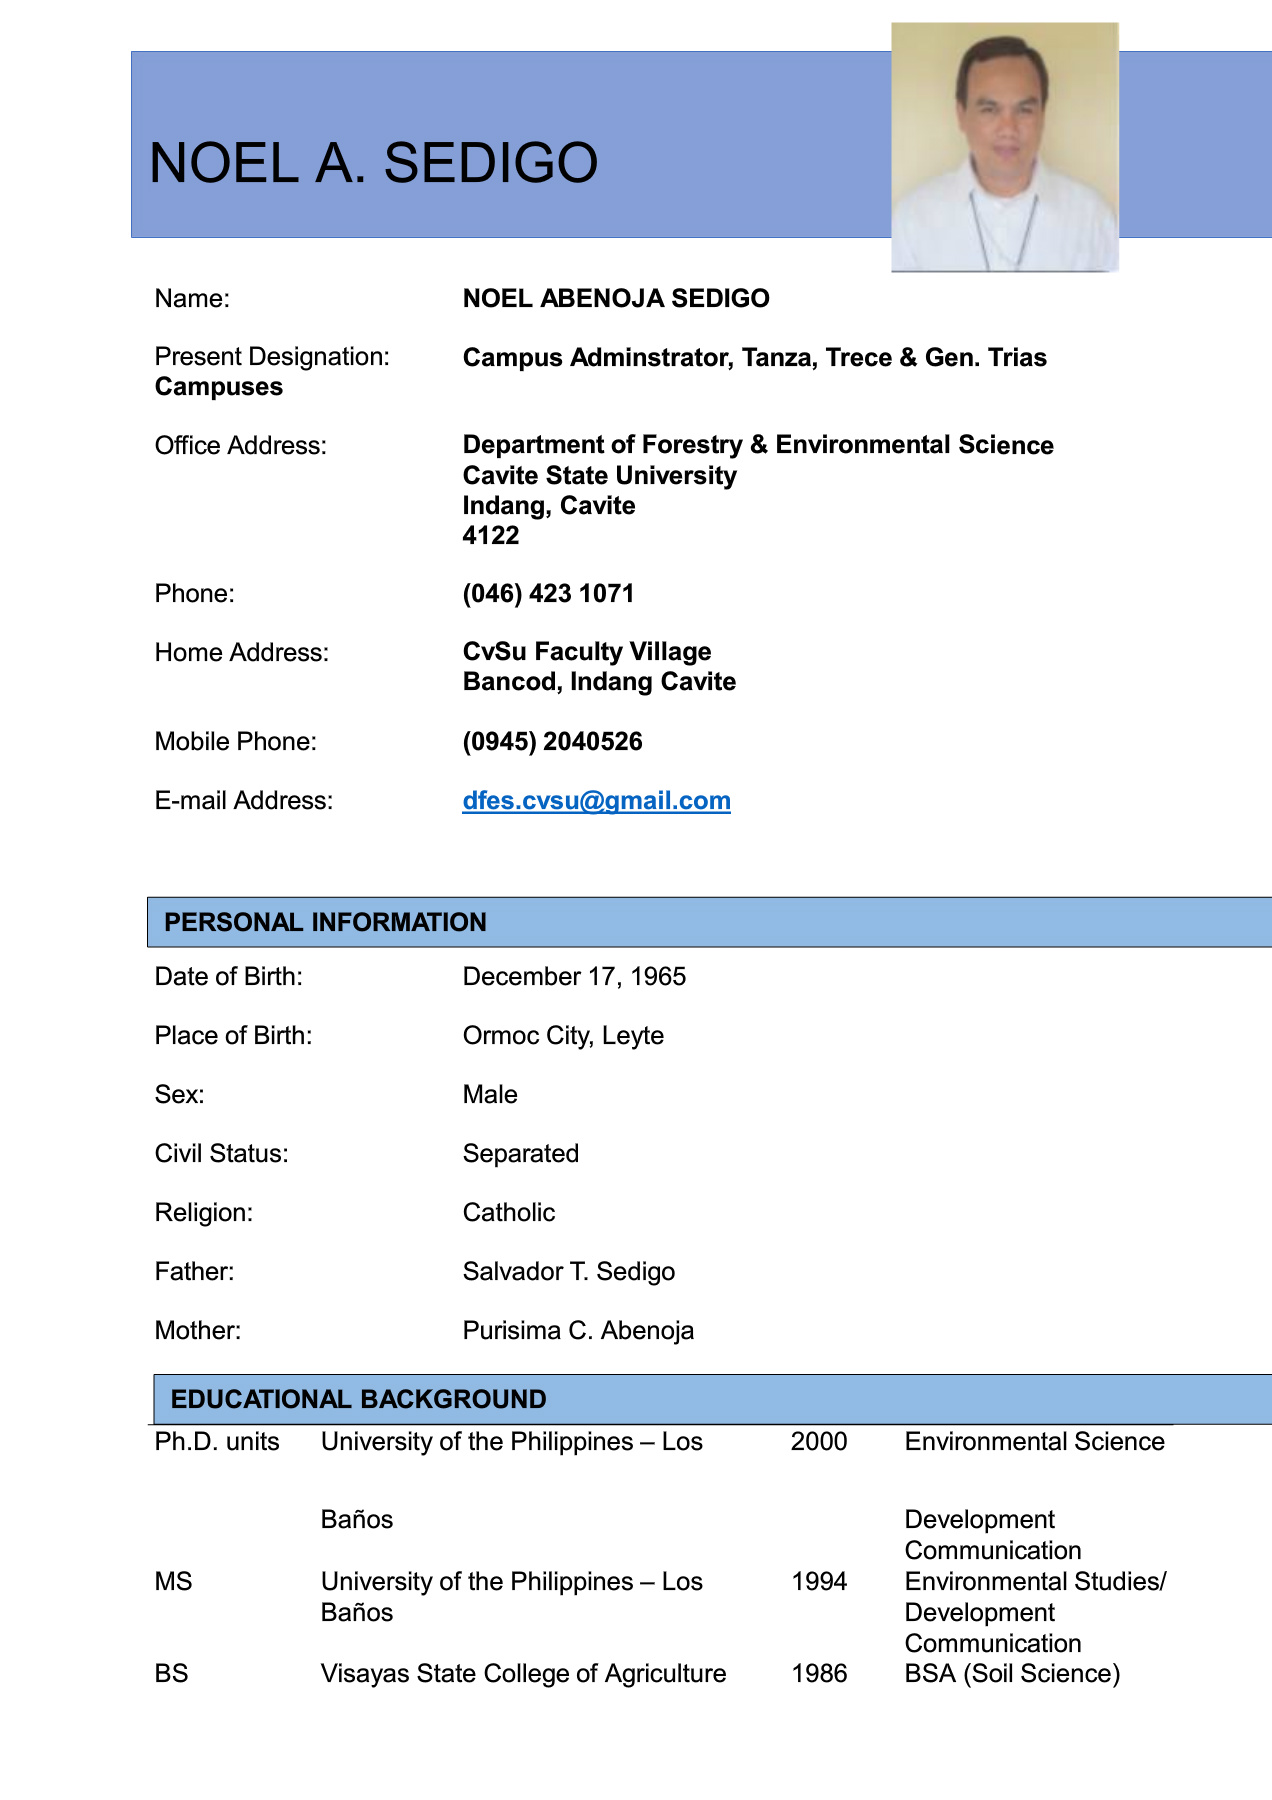 NOEL A. SEDIGO
Name: NOEL ABENOJA SEDIGO
Present Designation: Campus Adminstrator, Tanza, Trece & Gen. Trias
Campuses
Office Address: Department of Forestry & Environmental Science
Cavite State University
Indang, Cavite
4122
Phone: (046) 423 1071
Home Address: CvSu Faculty Village
Bancod, Indang Cavite
Mobile Phone: (0945) 2040526
E-mail Address: dfes.cvsu@gmail.com
PERSONAL INFORMATION
Date of Birth: December 17, 1965
Place of Birth: Ormoc City, Leyte
Sex: Male
Civil Status: Separated
Religion: Catholic
Father: Salvador T. Sedigo
Mother: Purisima C. Abenoja
EDUCATIONAL BACKGROUND
Ph.D. units University of the Philippines – Los 2000 Environmental Science
Baños Development
Communication
MS University of the Philippines – Los 1994 Environmental Studies/
Baños Development
Communication
BS Visayas State College of Agriculture 1986 BSA (Soil Science)